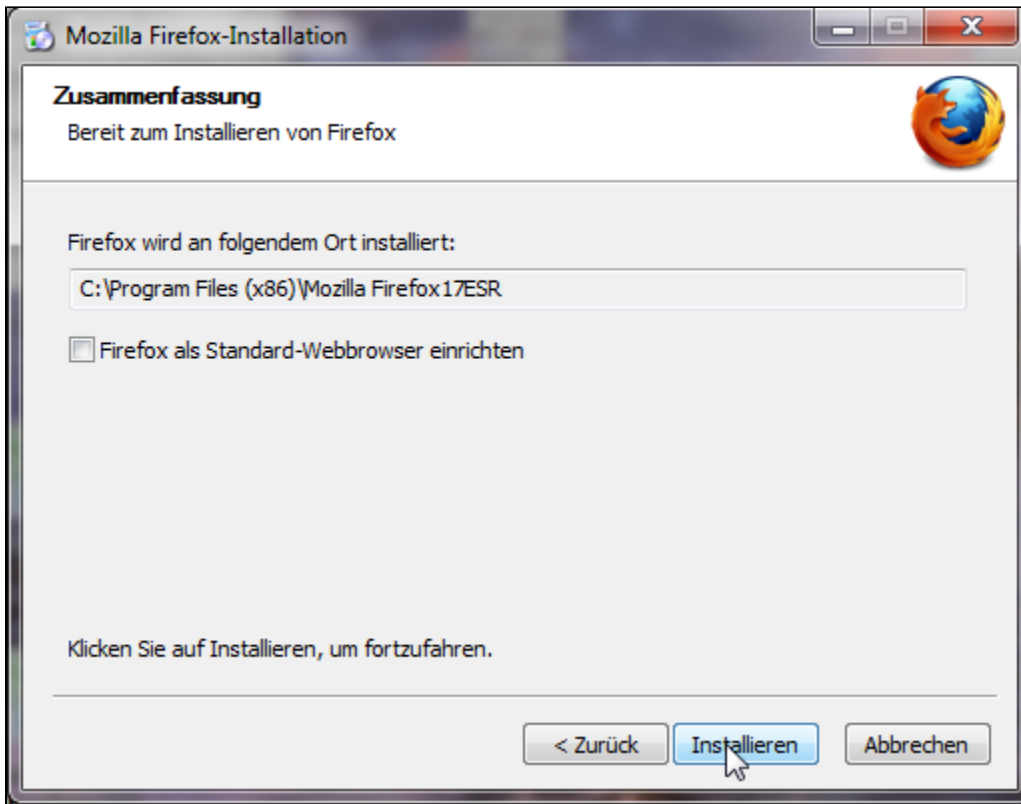 Mozilla Firefox-Installation
Zusammenfassung
Bereit zum Installieren von Firefox
Firefox wird an folgendem Ort installiert:
C:\Program Files (x86)\Mozilla Firefox17ESR
Firefox als Standard-Webbrowser einrichten
Klicken Sie auf Installieren, um fortzufahren.
< Zurück Installieren Abbrechen